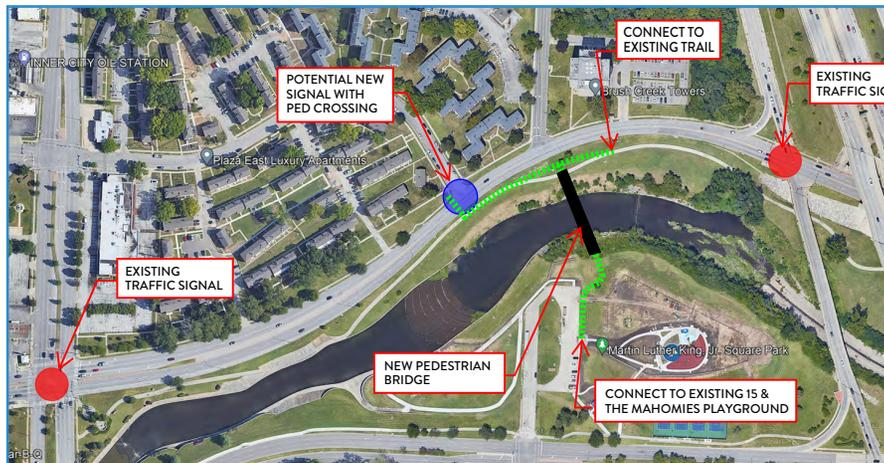 CONNECT TO
EXISTING TRAIL
INNER CITY OIL STATION
POTENTIAL NEW
SIGNAL WITH
PED CROSSING
EXISTING
TRAFFIC SIG
Brush Creek Towers
Plaza East Luxury Apartments
EXISTING
TRAFFIC SIGNAL
Martin Luther King, Jr. Square Park
NEW PEDESTRIAN
BRIDGE
CONNECT TO EXISTING 15 &
THE MAHOMIES PLAYGROUND
ar-B-Q